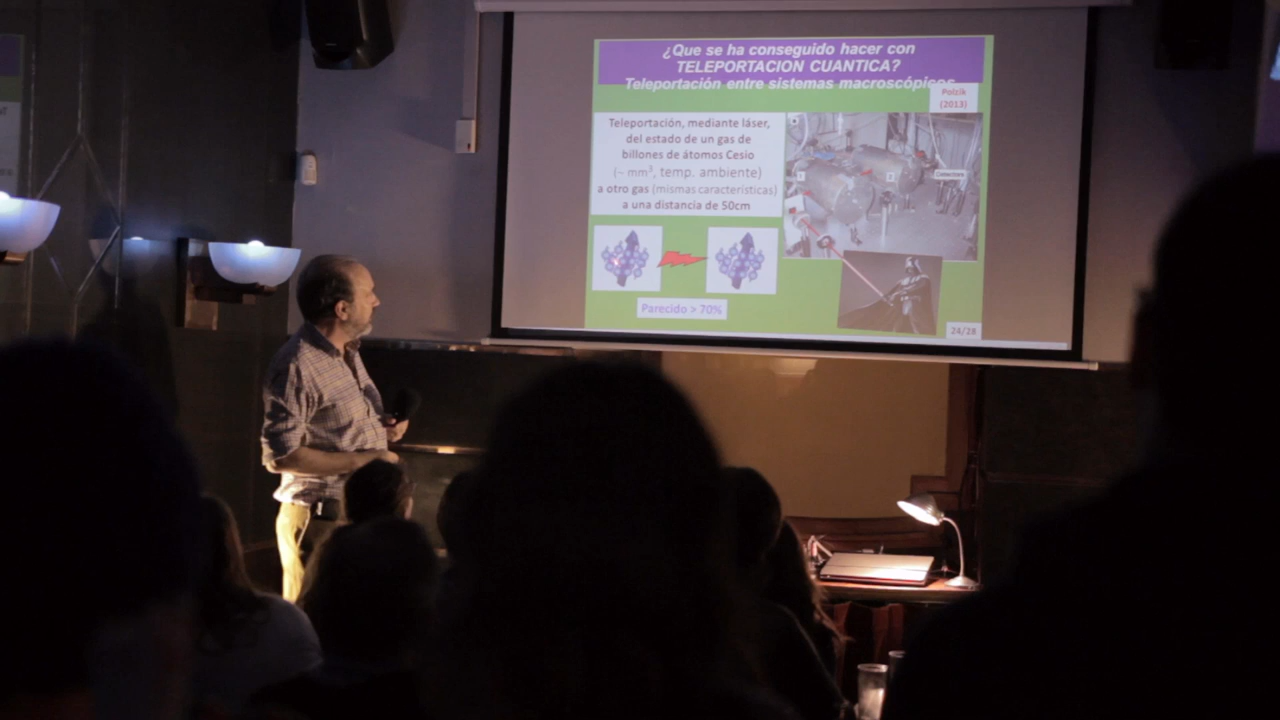 ¿Que se ha conseguido hacer con
TELEPORTACION CUANTICA?
Teleportación entre sistemas macroscópicos
Polzik
(2013)
Teleportación, mediante láser,
del estado de un gas de
billones de átomos Cesio
(~ mm³, temp. ambiente)
a otro gas (mismas características)
a una distancia de 50cm
Detectors
Parecido > 70%
24/28